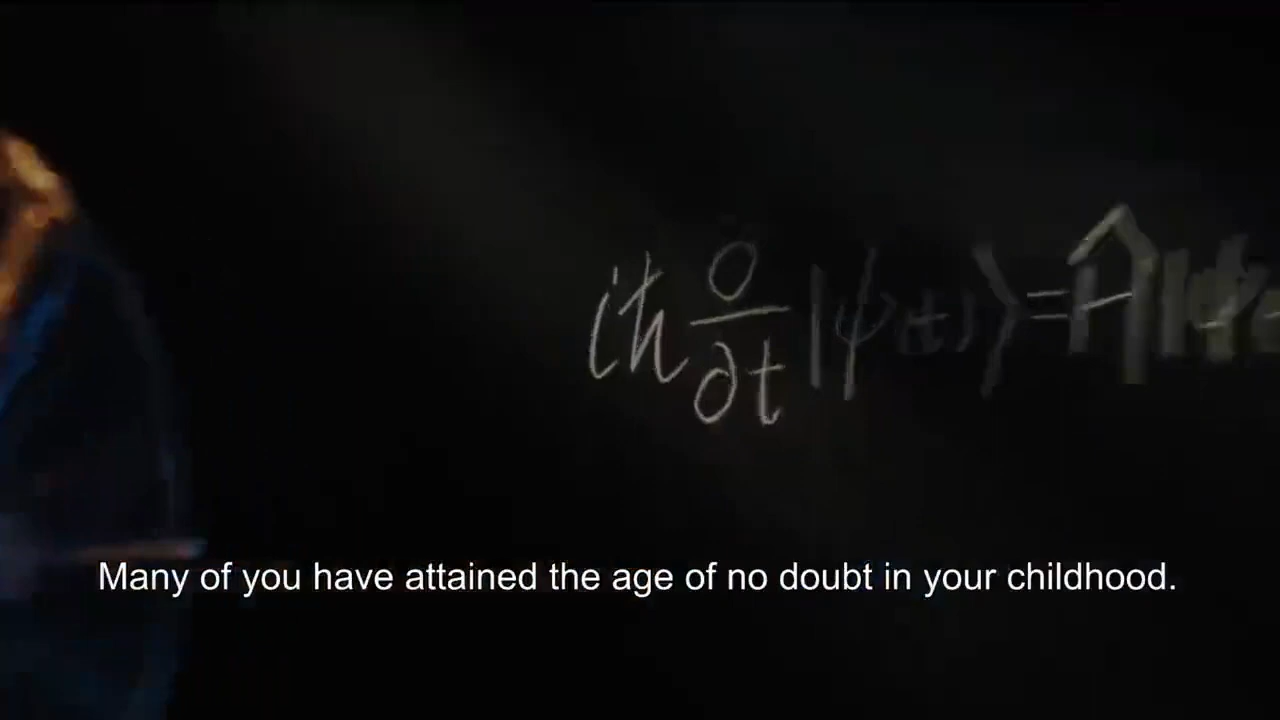 iħ ∂/∂t |ψ(t)⟩ = Ĥ|ψ
Many of you have attained the age of no doubt in your childhood.